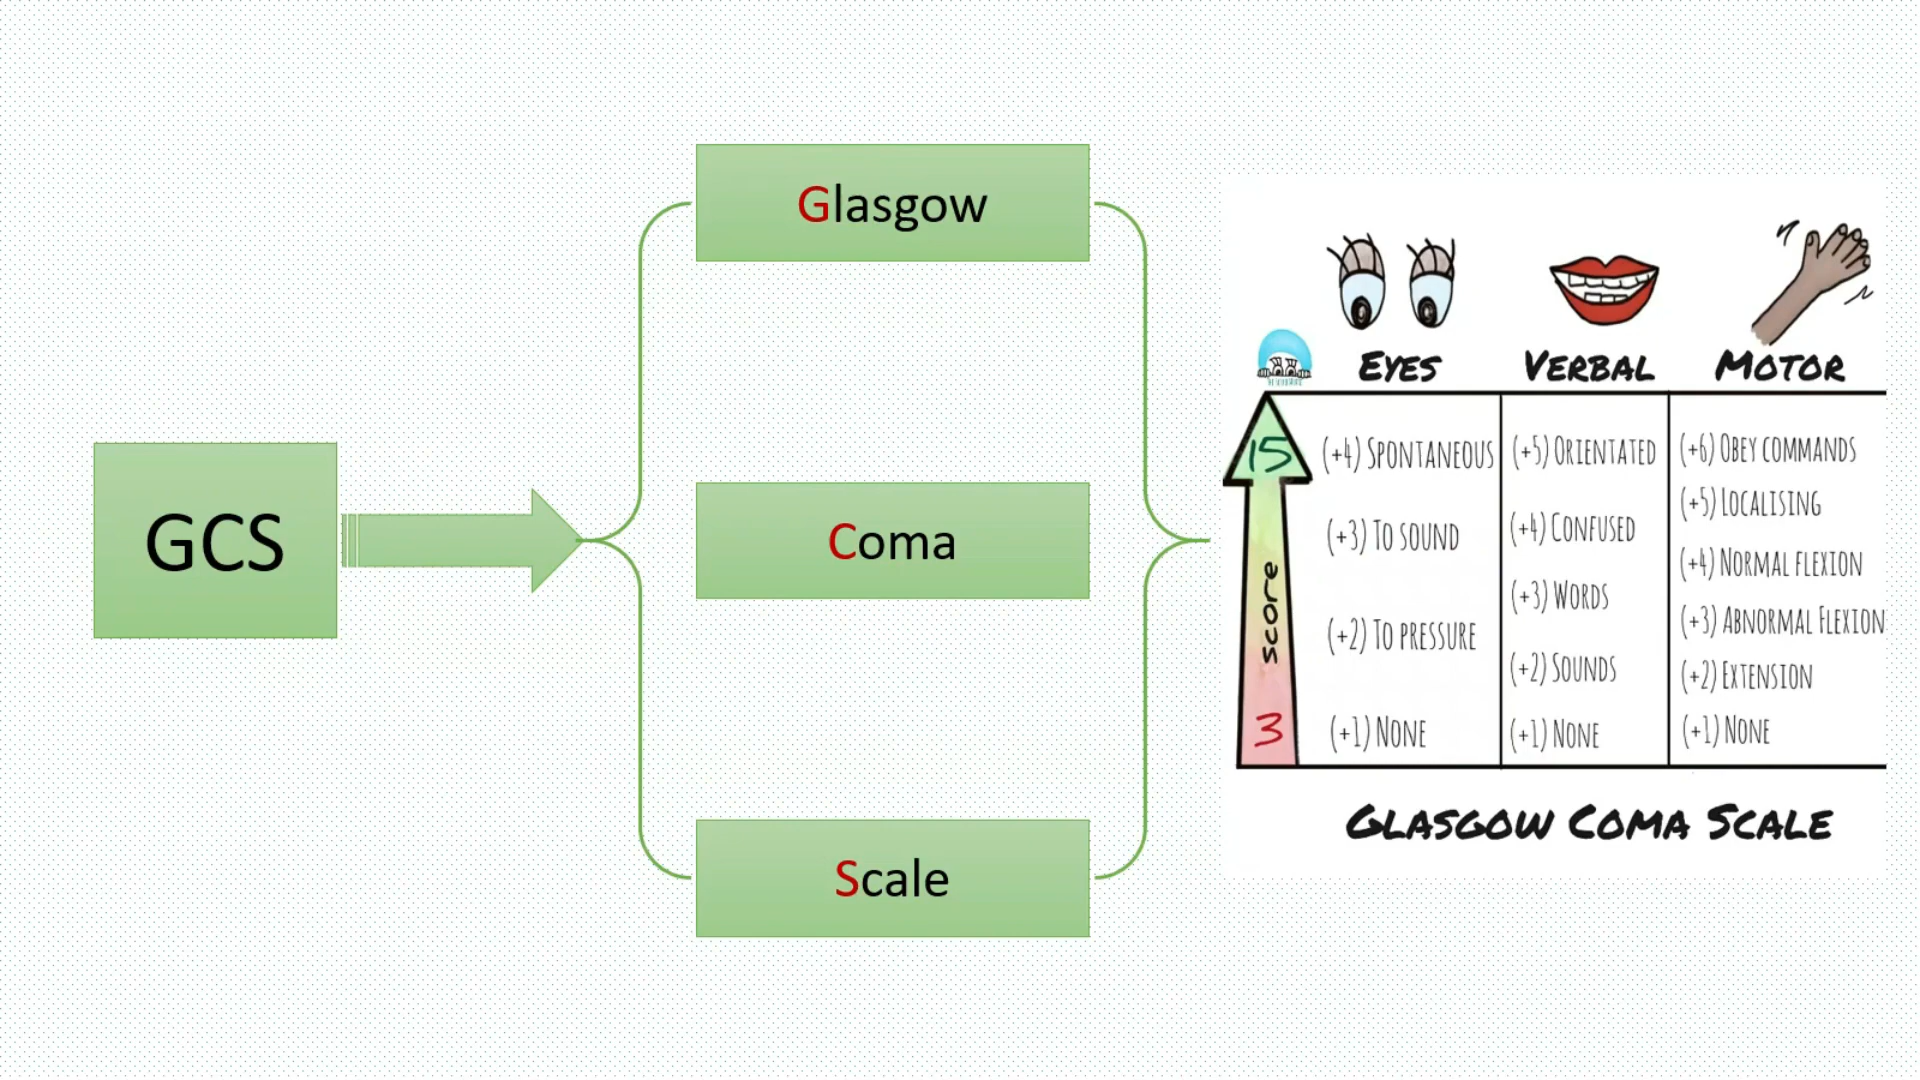 GCS
Glasgow
Coma
Scale
EYES
VERBAL
MOTOR
15
score
3
(+4) SPONTANEOUS
(+3) TO SOUND
(+2) TO PRESSURE
(+1) NONE
(+5) ORIENTATED
(+4) CONFUSED
(+3) WORDS
(+2) SOUNDS
(+1) NONE
(+6) OBEY COMMANDS
(+5) LOCALISING
(+4) NORMAL FLEXION
(+3) ABNORMAL FLEXION
(+2) EXTENSION
(+1) NONE
GLASGOW COMA SCALE